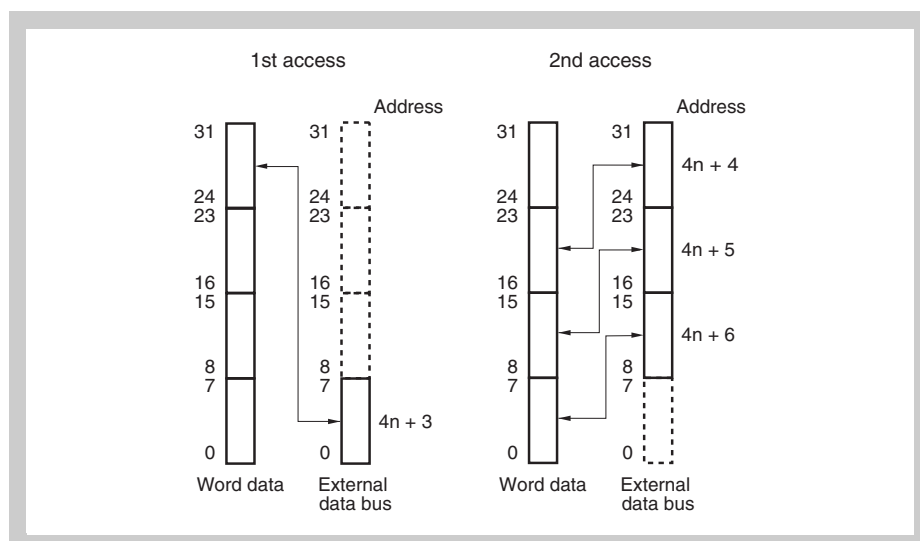 1st access
2nd access
Address
Address
31 31 31 31
4n + 4
24 24 24 24
23 23 23 23
4n + 5
16 16 16 16
15 15 15 15
4n + 6
8 8 8 8
7 7 7 7
4n + 3
0 0 0 0
Word data External data bus Word data External data bus